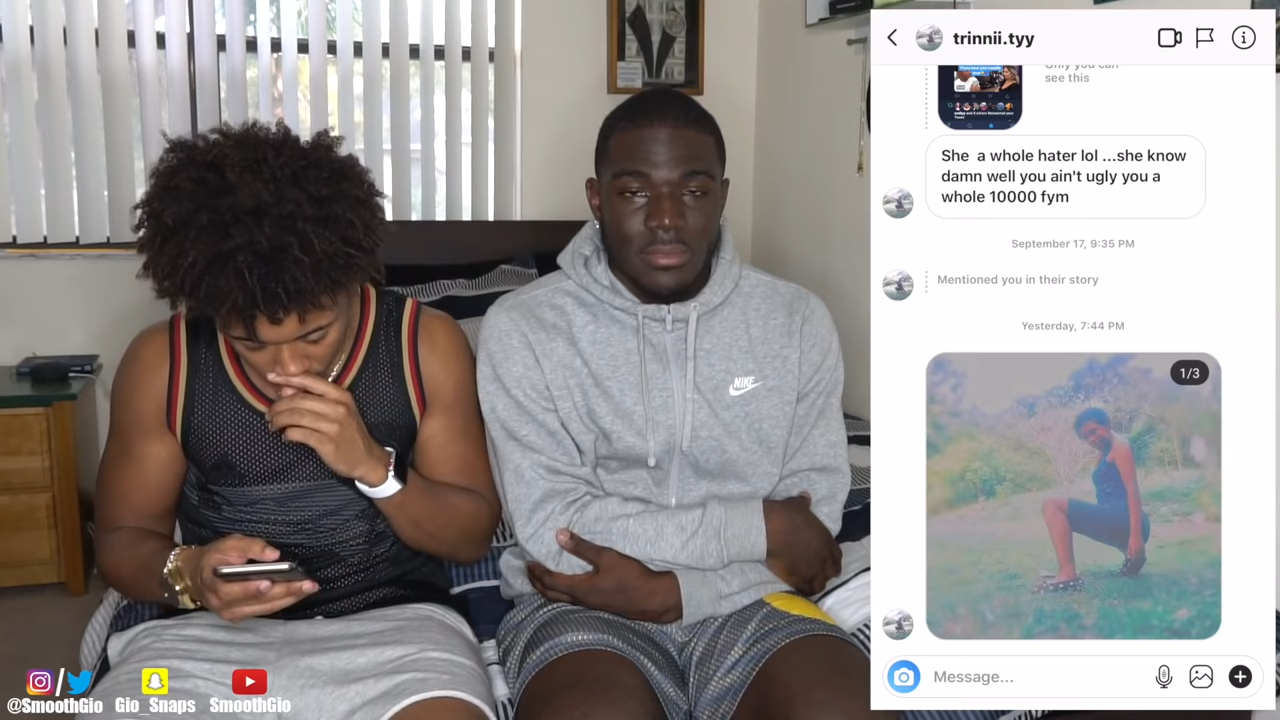 trinnii.tyy
Only you can
see this
She a whole hater lol ...she know
damn well you ain't ugly you a
whole 10000 fym
September 17, 9:35 PM
Mentioned you in their story
Yesterday, 7:44 PM
1/3
Message...
NIKE
@SmoothGio
Gio_Snaps
SmoothGio